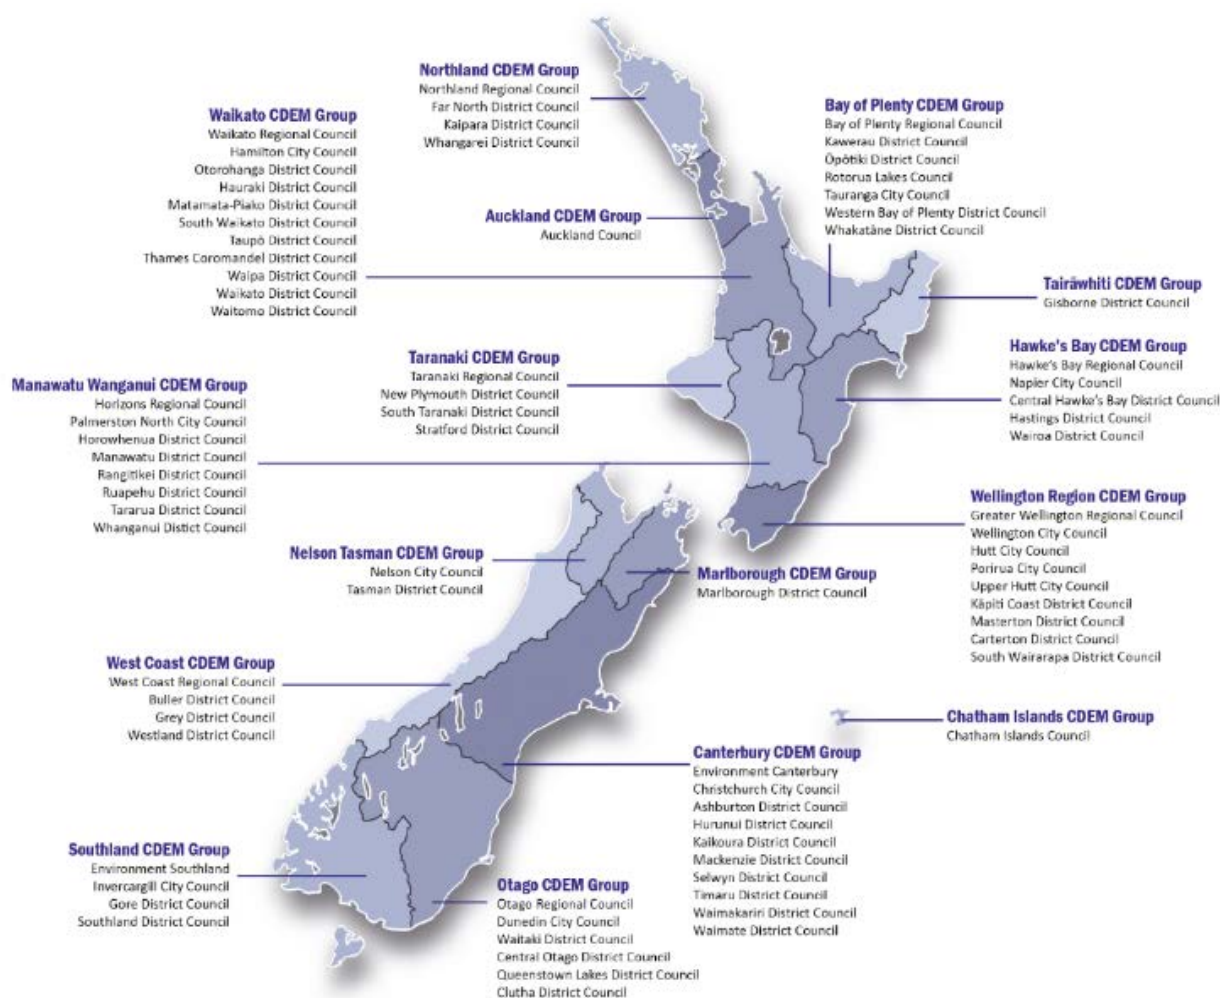 Northland CDEM Group
Northland Regional Council
Far North District Council
Kaipara District Council
Whangarei District Council
Waikato CDEM Group
Waikato Regional Council
Hamilton City Council
Otorohanga District Council
Hauraki District Council
Matamata-Piako District Council
South Waikato District Council
Taupō District Council
Thames Coromandel District Council
Waipa District Council
Waikato District Council
Waitomo District Council
Bay of Plenty CDEM Group
Bay of Plenty Regional Council
Kawerau District Council
Ōpōtiki District Council
Rotorua Lakes Council
Tauranga City Council
Western Bay of Plenty District Council
Whakatāne District Council
Auckland CDEM Group
Auckland Council
Tairāwhiti CDEM Group
Gisborne District Council
Hawke's Bay CDEM Group
Hawke's Bay Regional Council
Napier City Council
Central Hawke's Bay District Council
Hastings District Council
Wairoa District Council
Taranaki CDEM Group
Taranaki Regional Council
New Plymouth District Council
South Taranaki District Council
Stratford District Council
Manawatu Wanganui CDEM Group
Horizons Regional Council
Palmerston North City Council
Horowhenua District Council
Manawatu District Council
Rangitikei District Council
Ruapehu District Council
Tararua District Council
Whanganui Distict Council
Wellington Region CDEM Group
Greater Wellington Regional Council
Wellington City Council
Hutt City Council
Porirua City Council
Upper Hutt City Council
Kāpiti Coast District Council
Masterton District Council
Carterton District Council
South Wairarapa District Council
Nelson Tasman CDEM Group
Nelson City Council
Tasman District Council
Marlborough CDEM Group
Marlborough District Council
West Coast CDEM Group
West Coast Regional Council
Buller District Council
Grey District Council
Westland District Council
Chatham Islands CDEM Group
Chatham Islands Council
Canterbury CDEM Group
Environment Canterbury
Christchurch City Council
Ashburton District Council
Hurunui District Council
Kaikoura District Council
Mackenzie District Council
Selwyn District Council
Timaru District Council
Waimakariri District Council
Waimate District Council
Southland CDEM Group
Environment Southland
Invercargill City Council
Gore District Council
Southland District Council
Otago CDEM Group
Otago Regional Council
Dunedin City Council
Waitaki District Council
Central Otago District Council
Queenstown Lakes District Council
Clutha District Council